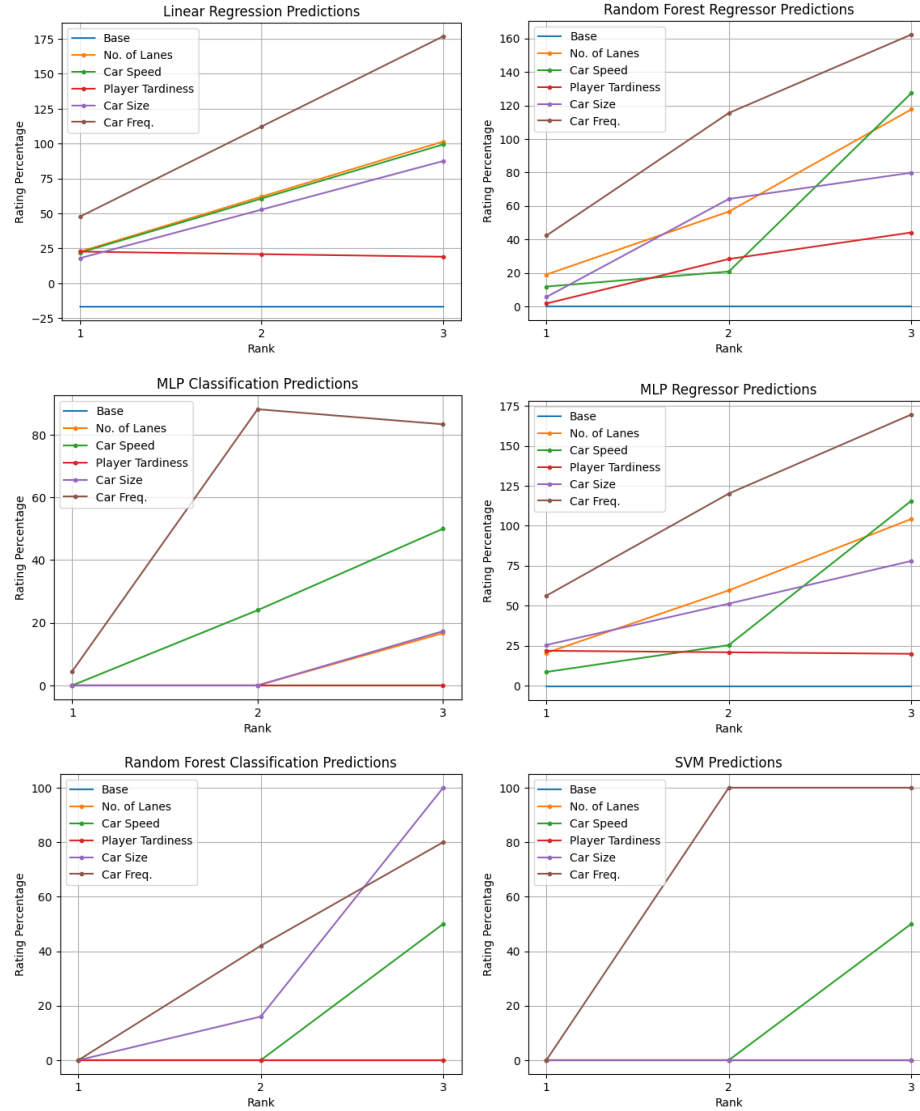 Linear Regression Predictions
Rating Percentage
175
150
125
100
75
50
25
0
−25
Base
No. of Lanes
Car Speed
Player Tardiness
Car Size
Car Freq.
1
2
3
Rank
Random Forest Regressor Predictions
Rating Percentage
160
140
120
100
80
60
40
20
0
Base
No. of Lanes
Car Speed
Player Tardiness
Car Size
Car Freq.
1
2
3
Rank
MLP Classification Predictions
Rating Percentage
80
60
40
20
0
Base
No. of Lanes
Car Speed
Player Tardiness
Car Size
Car Freq.
1
2
3
Rank
MLP Regressor Predictions
Rating Percentage
175
150
125
100
75
50
25
0
Base
No. of Lanes
Car Speed
Player Tardiness
Car Size
Car Freq.
1
2
3
Rank
Random Forest Classification Predictions
Rating Percentage
100
80
60
40
20
0
Base
No. of Lanes
Car Speed
Player Tardiness
Car Size
Car Freq.
1
2
3
Rank
SVM Predictions
Rating Percentage
100
80
60
40
20
0
Base
No. of Lanes
Car Speed
Player Tardiness
Car Size
Car Freq.
1
2
3
Rank